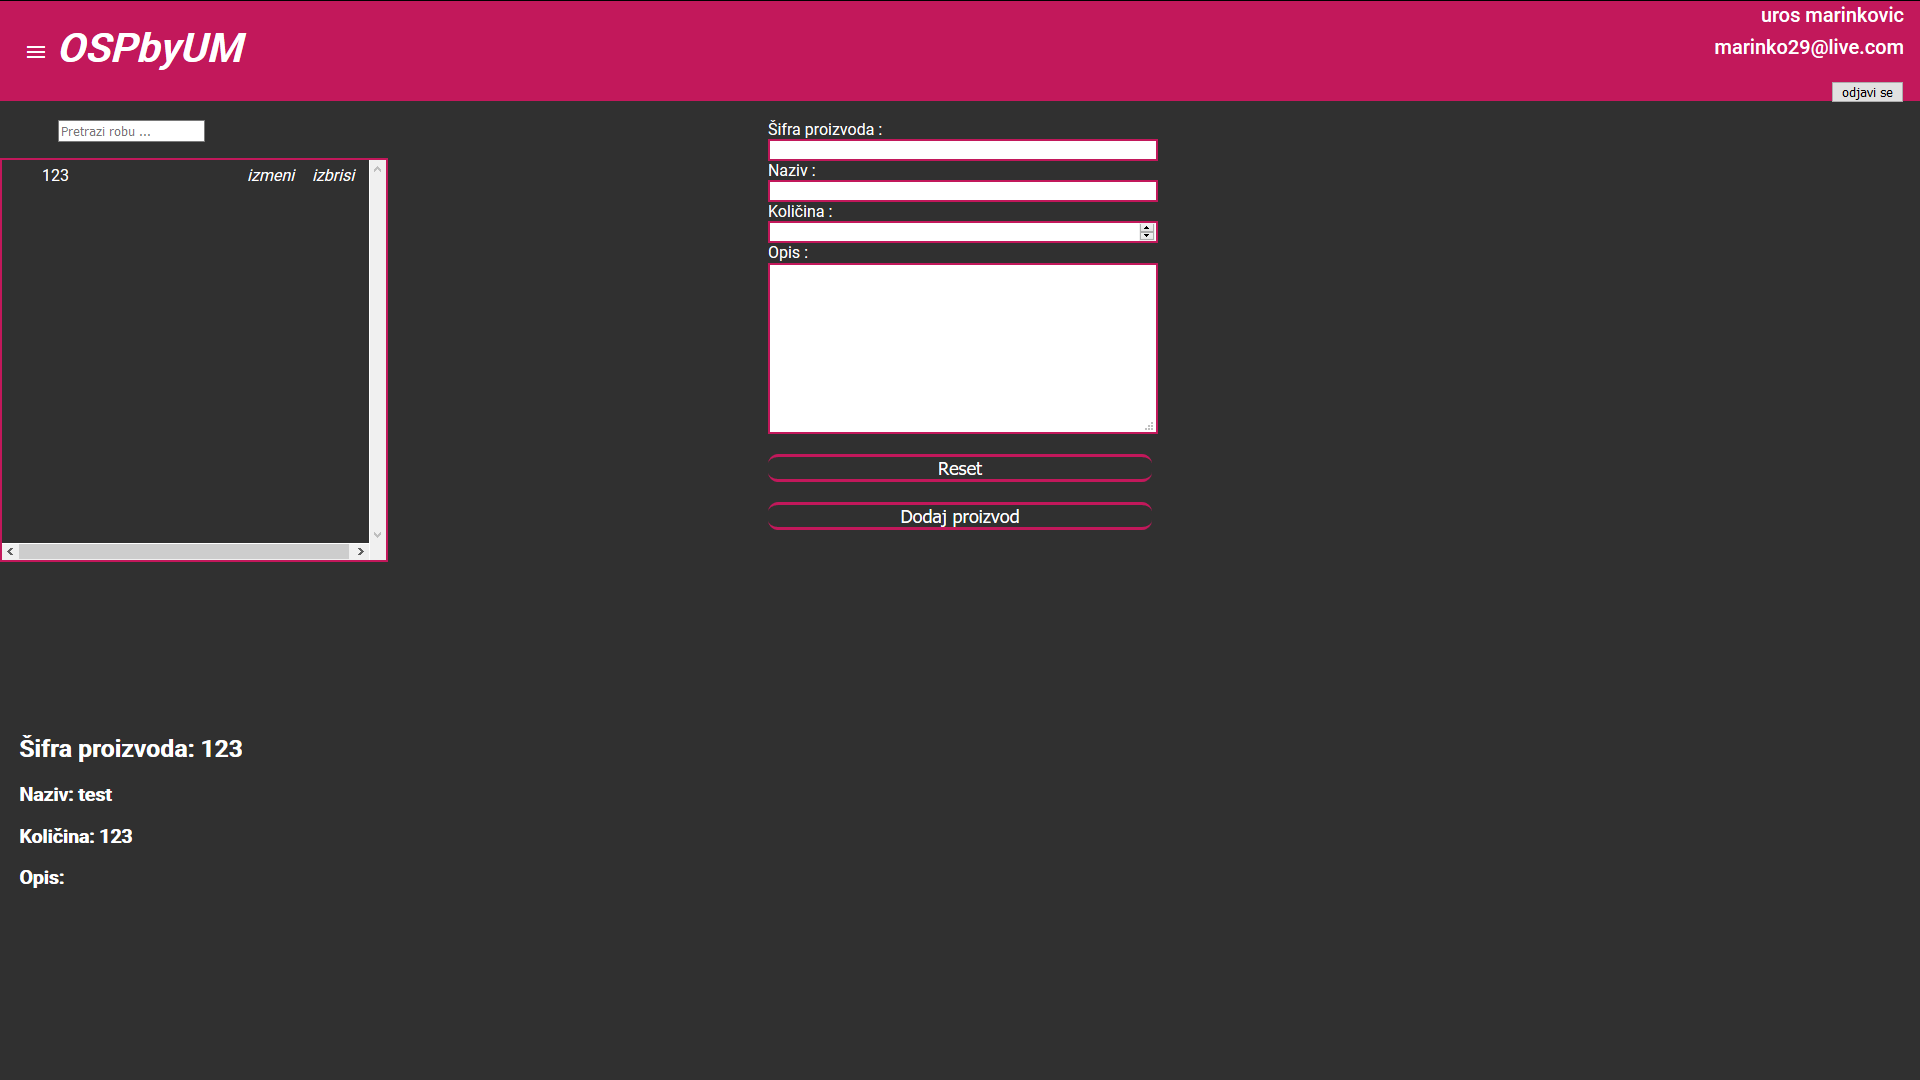 OSPbyUM
uros marinkovic
marinko29@live.com
odjavi se
Pretrazi robu ...
123 izmeni izbrisi
Šifra proizvoda :
Naziv :
Količina :
Opis :
Reset
Dodaj proizvod
Šifra proizvoda: 123
Naziv: test
Količina: 123
Opis: